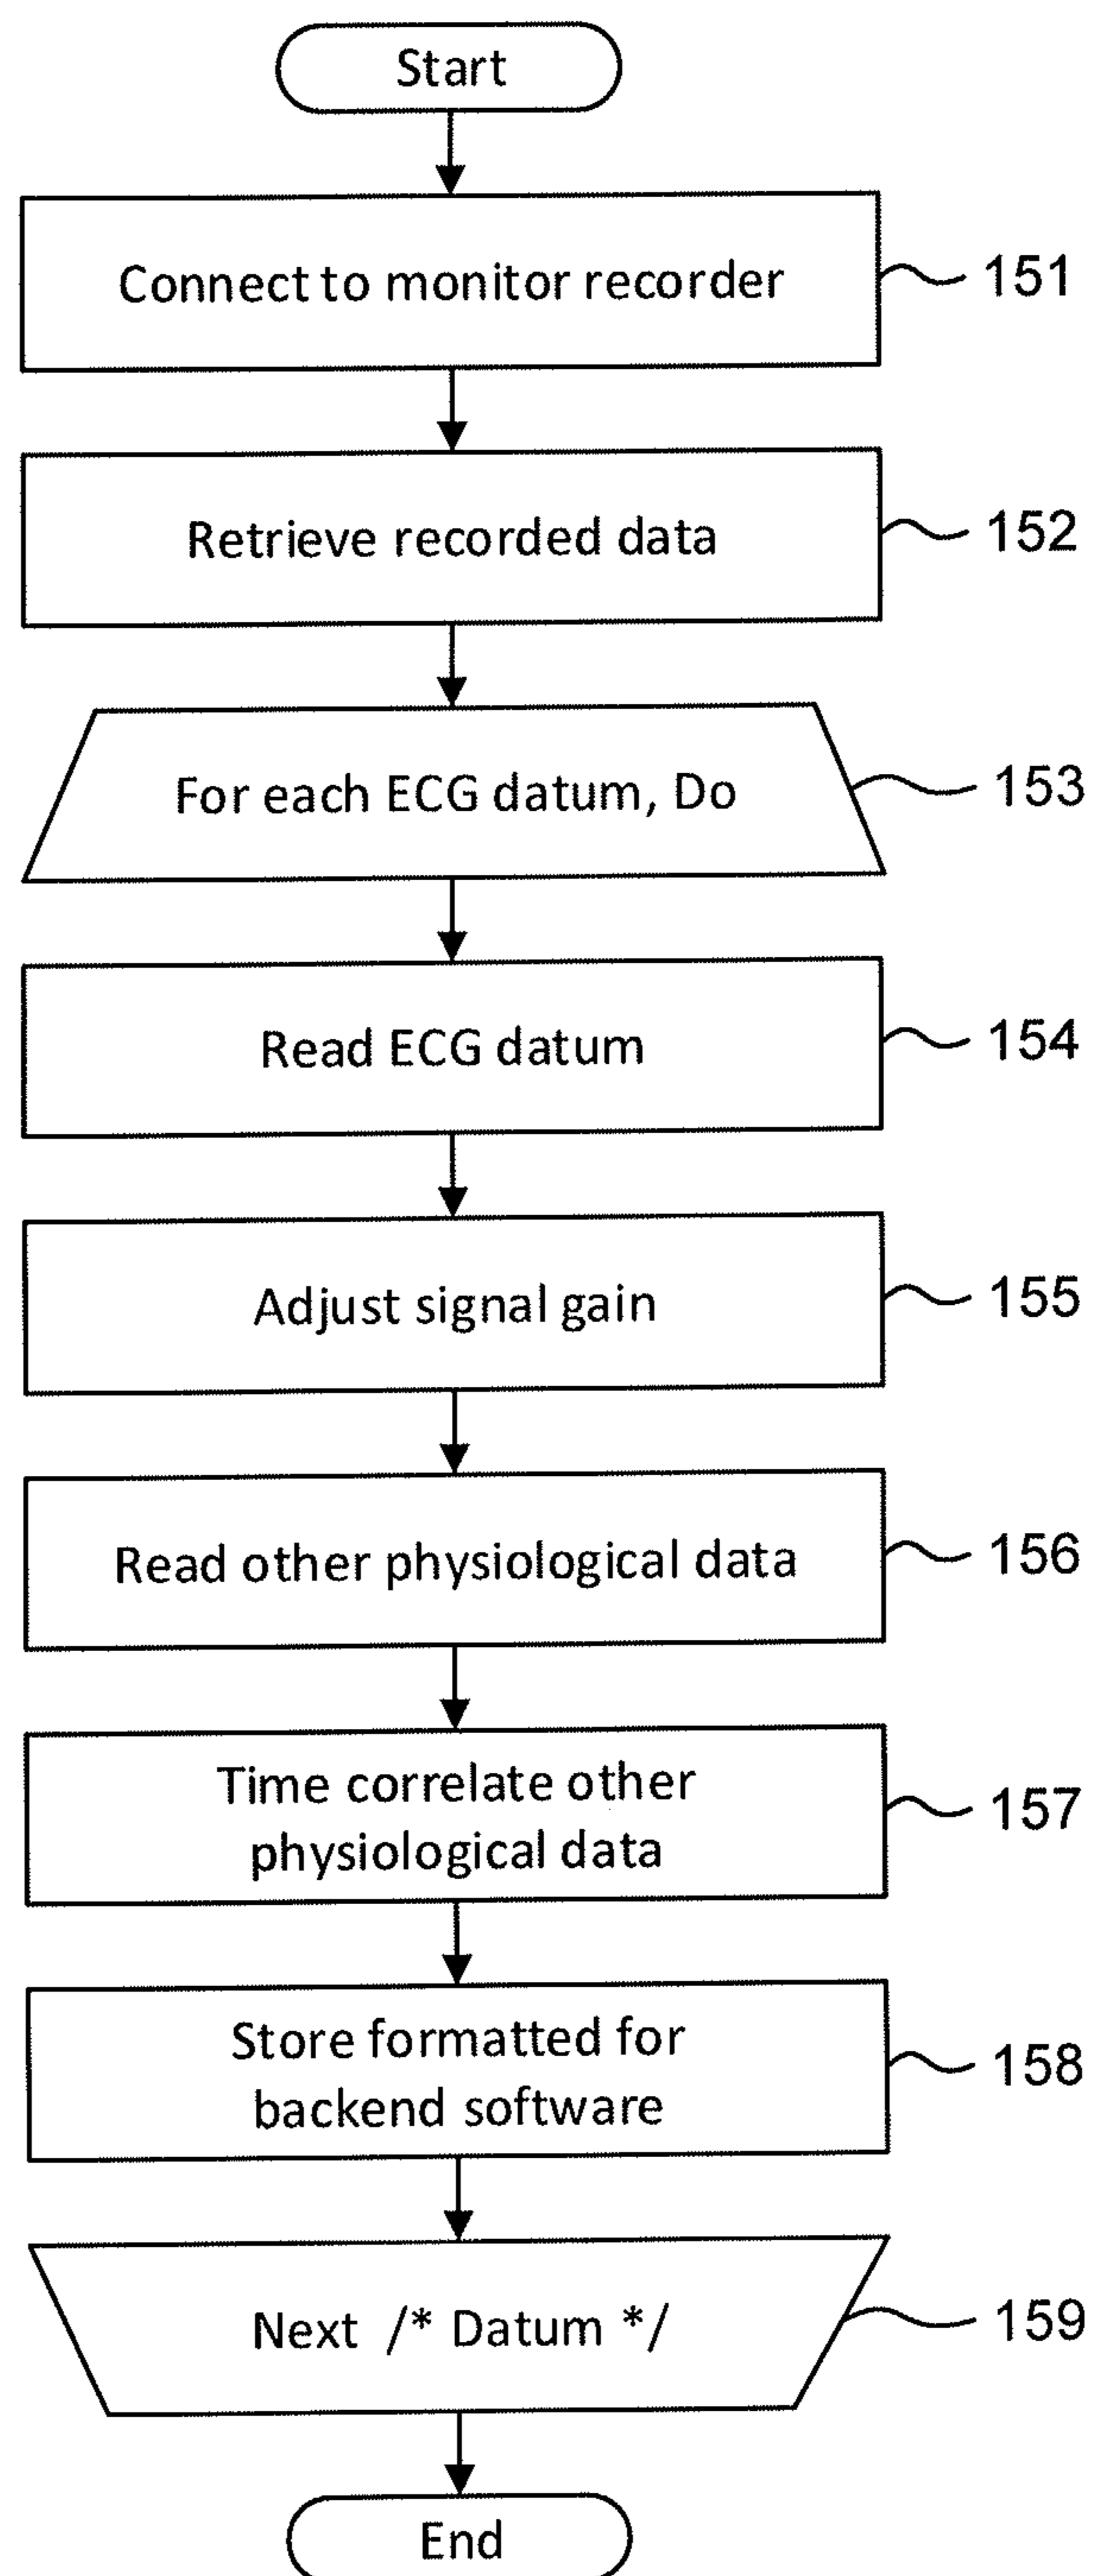 Start
Connect to monitor recorder
151
Retrieve recorded data
152
For each ECG datum, Do
153
Read ECG datum
154
Adjust signal gain
155
Read other physiological data
156
Time correlate other
physiological data
157
Store formatted for
backend software
158
Next /* Datum */
159
End